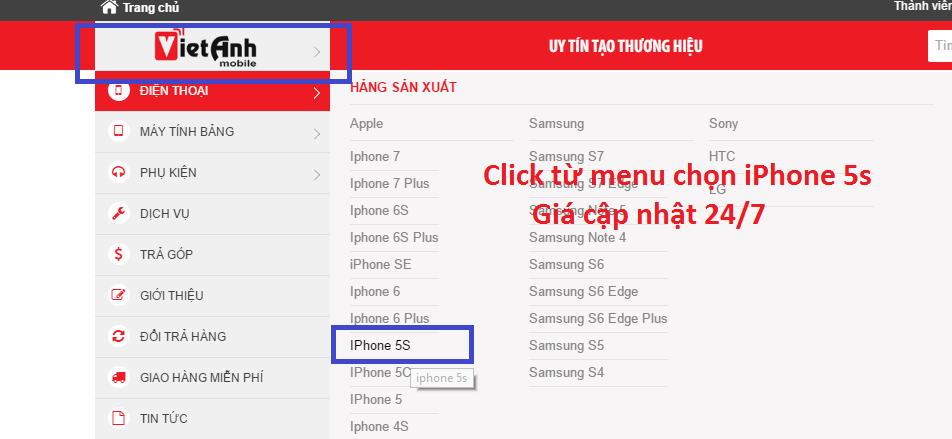 Trang chủ
Thành viên
VietAnh
mobile
UY TÍN TẠO THƯƠNG HIỆU
Tìm
ĐIỆN THOẠI
MÁY TÍNH BẢNG
PHỤ KIỆN
DỊCH VỤ
TRẢ GÓP
GIỚI THIỆU
ĐỔI TRẢ HÀNG
GIAO HÀNG MIỄN PHÍ
TIN TỨC
HÃNG SẢN XUẤT
Apple
Iphone 7
Iphone 7 Plus
Iphone 6S
Iphone 6S Plus
iPhone SE
Iphone 6
Iphone 6 Plus
IPhone 5S
IPhone 5C
iphone 5s
IPhone 5
Iphone 4S
Samsung
Samsung S7
Samsung S7 Edge
Samsung Note 5
Samsung Note 4
Samsung S6
Samsung S6 Edge
Samsung S6 Edge Plus
Samsung S5
Samsung S4
Sony
HTC
LG
Click từ menu chọn iPhone 5s
Giá cập nhật 24/7